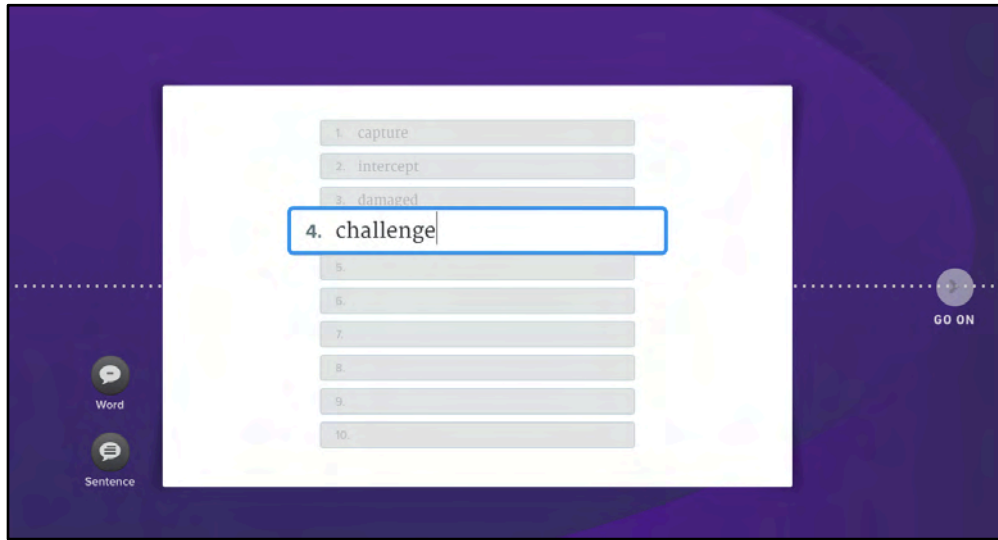 1. capture
2. intercept
3. damaged
4. challenge
5.
6.
7.
8.
9.
10.
GO ON
Word
Sentence